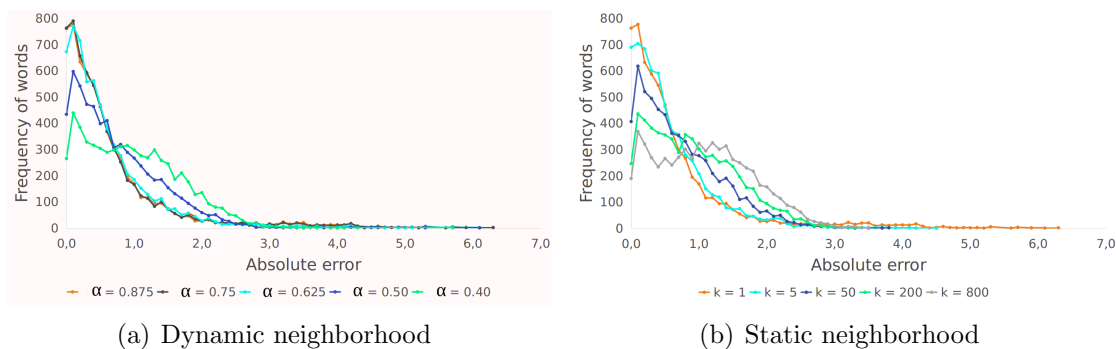 800
700
600
500
400
300
200
100
0
Frequency of words
0,0 1,0 2,0 3,0 4,0 5,0 6,0 7,0
Absolute error
α = 0.875 α = 0.75 α = 0.625 α = 0.50 α = 0.40
(a) Dynamic neighborhood
800
700
600
500
400
300
200
100
0
Frequency of words
0,0 1,0 2,0 3,0 4,0 5,0 6,0 7,0
Absolute error
k = 1 k = 5 k = 50 k = 200 k = 800
(b) Static neighborhood